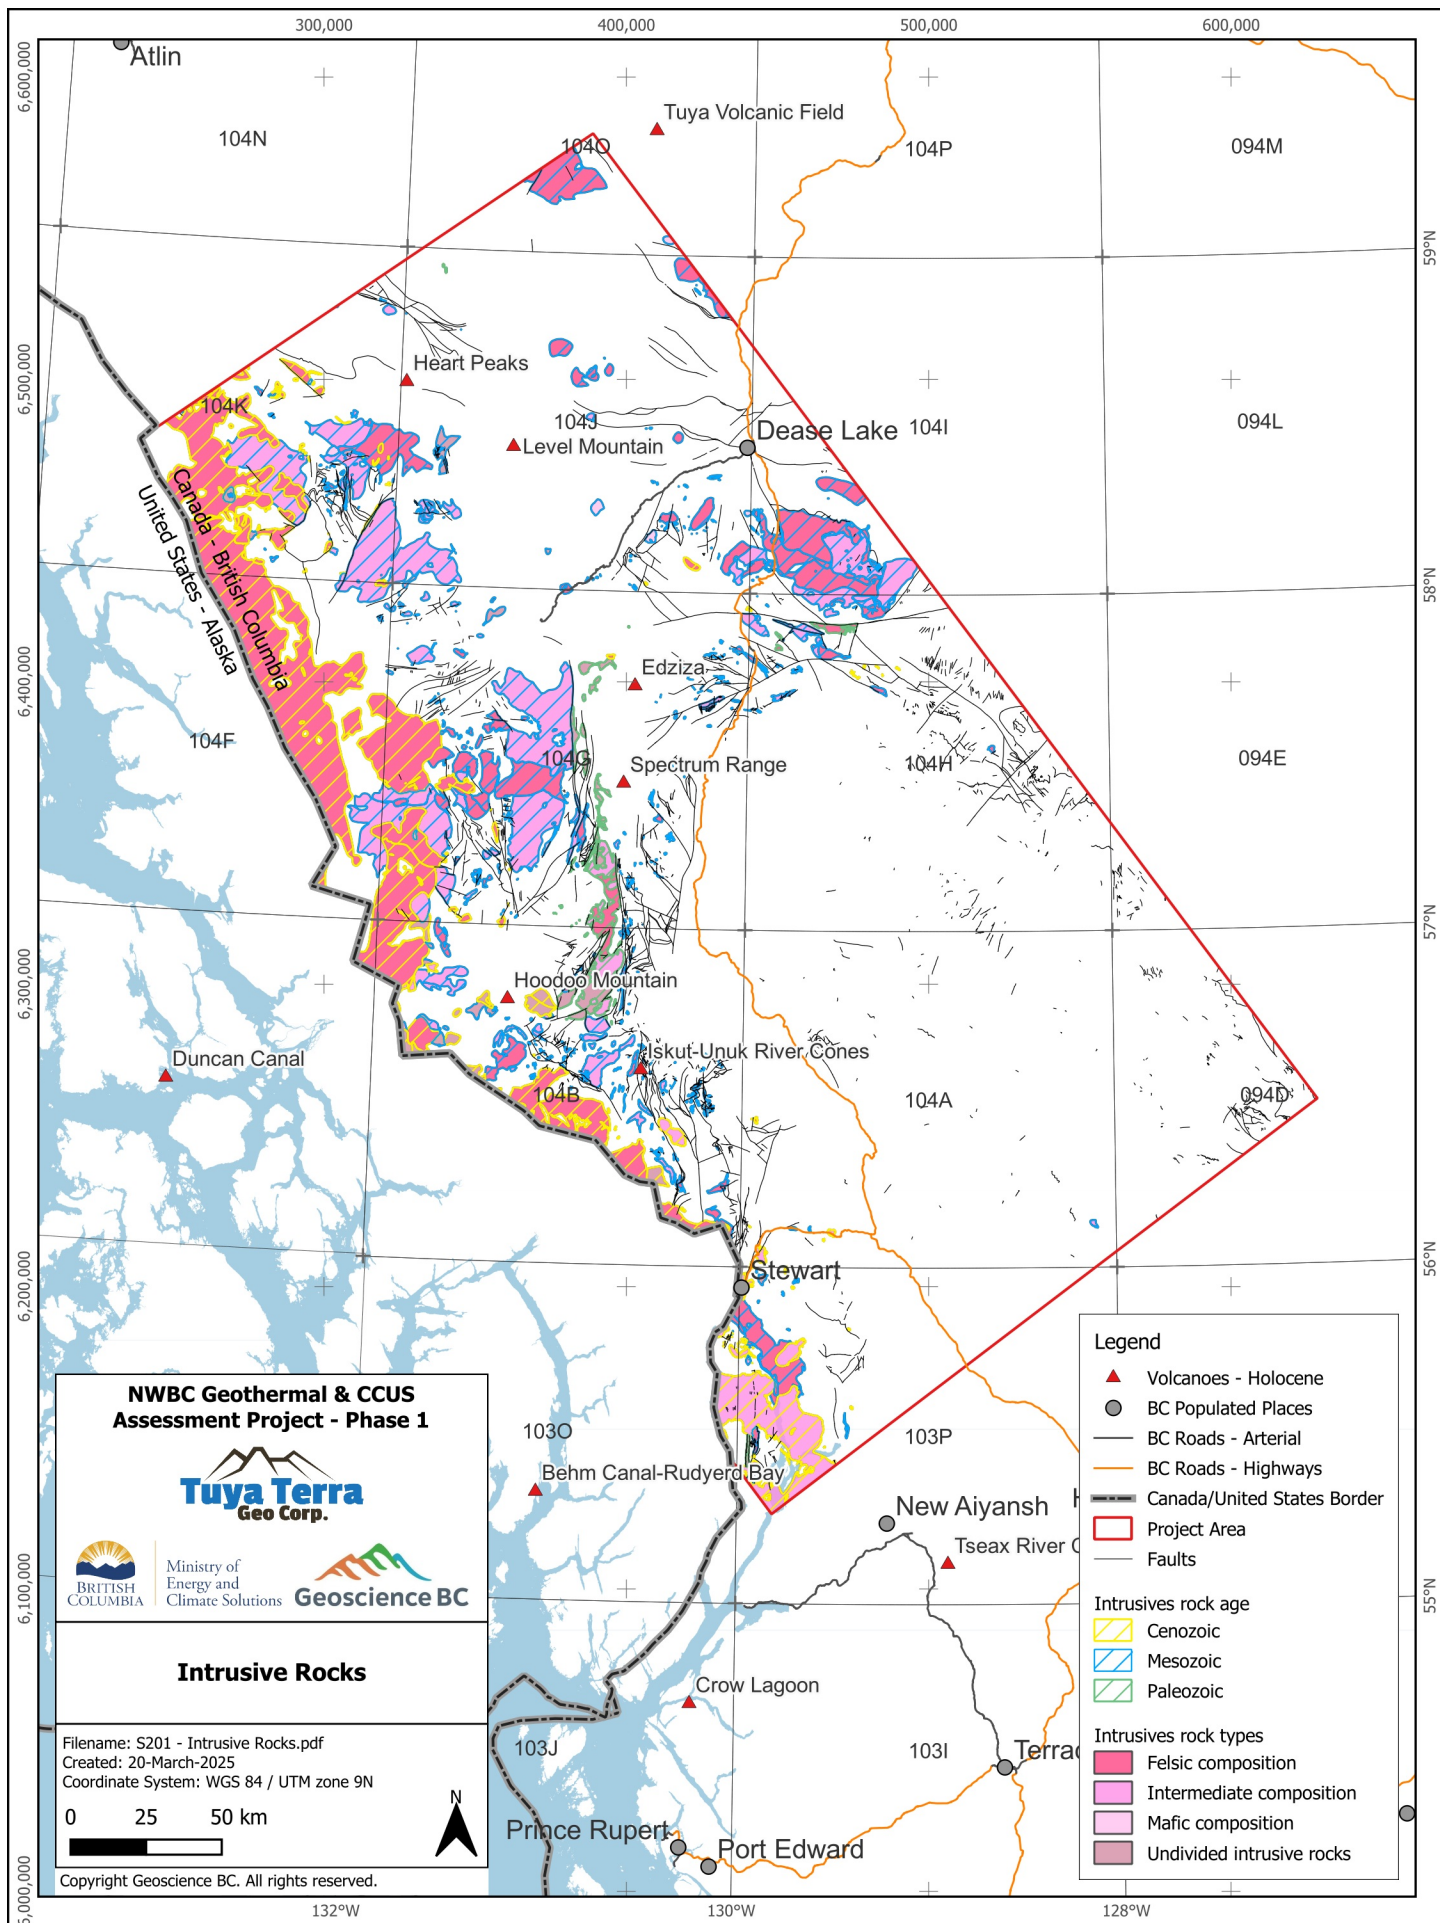 300,000
400,000
500,000
600,000
6,600,000
6,500,000
6,400,000
6,300,000
6,200,000
6,100,000
59°N
58°N
57°N
56°N
55°N
132°W
130°W
128°W
Atlin
104N
Tuya Volcanic Field
104O
104P
094M
Heart Peaks
104K
104J
Level Mountain
Dease Lake
104I
094L
Canada - British Columbia
United States - Alaska
Edziza
104F
104G
Spectrum Range
104H
094E
Hoodoo Mountain
Duncan Canal
Iskut-Unuk River Cones
104B
104A
094D
Stewart
103O
103P
Behm Canal-Rudyerd Bay
New Aiyansh
Tseax River
Crow Lagoon
103J
103I
Prince Rupert
Port Edward
NWBC Geothermal & CCUS
Assessment Project - Phase 1
Tuya Terra
Geo Corp.
BRITISH
COLUMBIA
Ministry of
Energy and
Climate Solutions
Geoscience BC
Intrusive Rocks
Filename: S201 - Intrusive Rocks.pdf
Created: 20-March-2025
Coordinate System: WGS 84 / UTM zone 9N
0 25 50 km
N
Copyright Geoscience BC. All rights reserved.
Legend
Volcanoes - Holocene
BC Populated Places
BC Roads - Arterial
BC Roads - Highways
Canada/United States Border
Project Area
Faults
Intrusives rock age
Cenozoic
Mesozoic
Paleozoic
Intrusives rock types
Felsic composition
Intermediate composition
Mafic composition
Undivided intrusive rocks